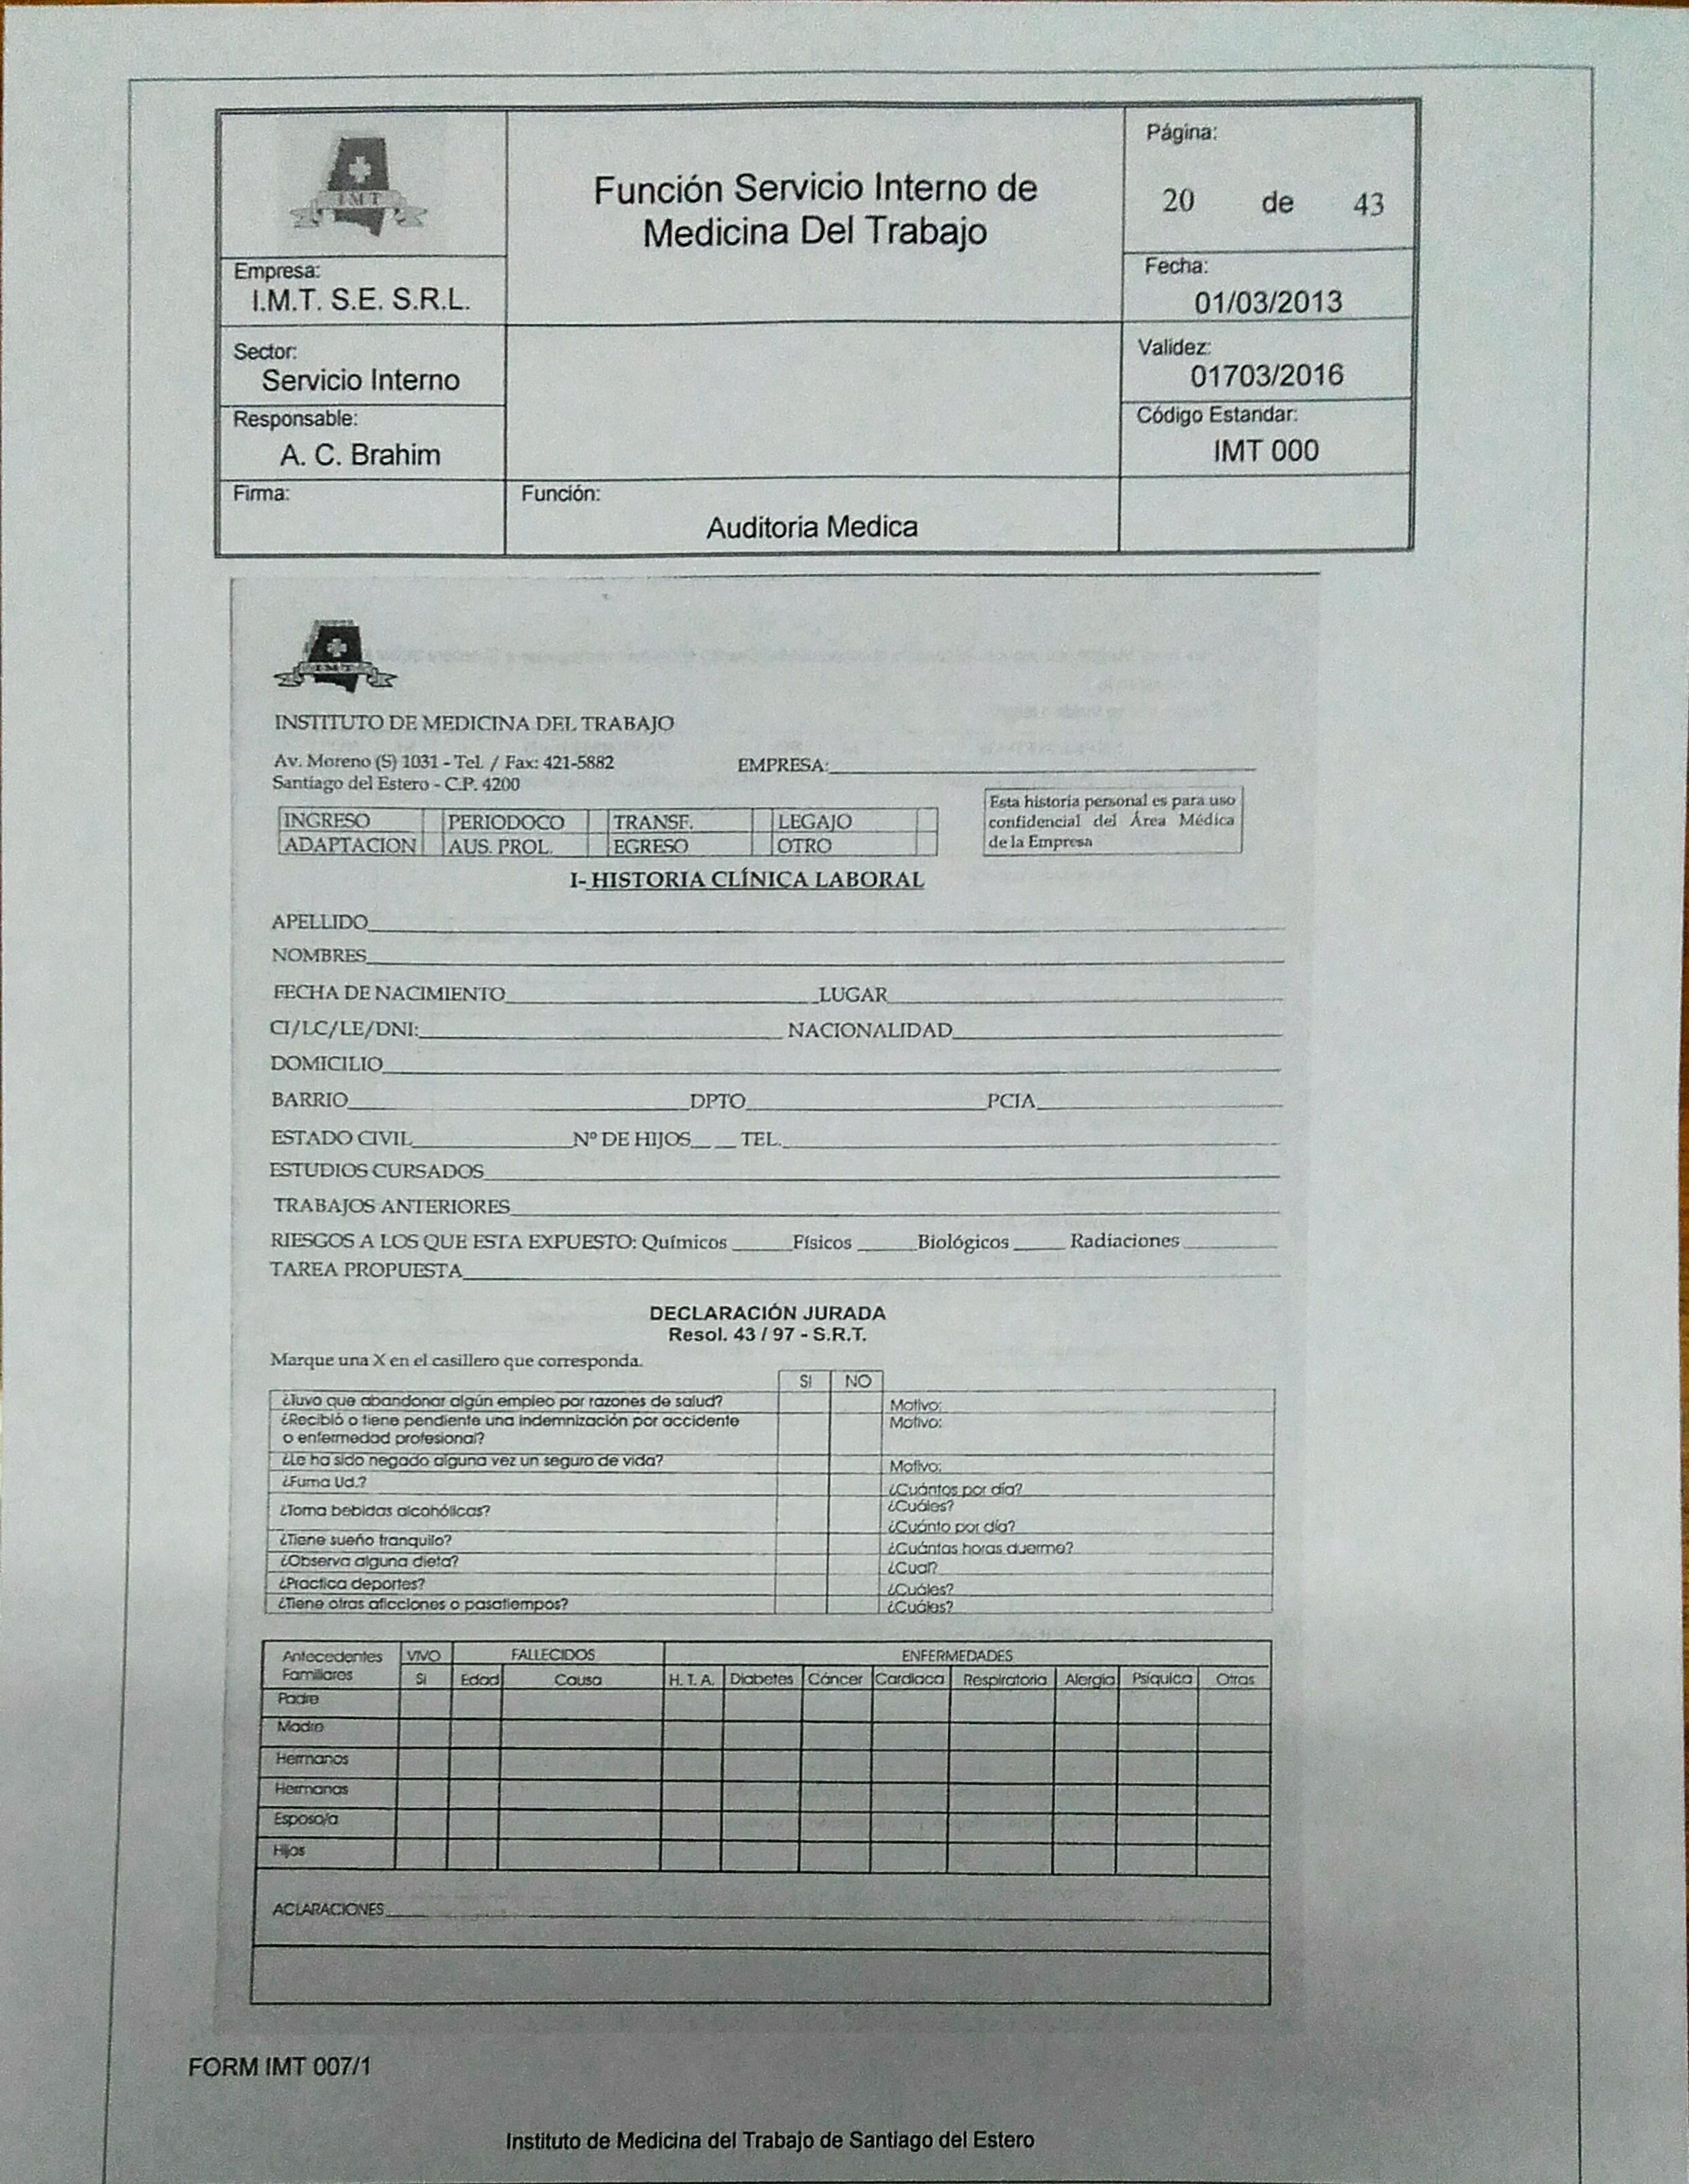 IMT
Función Servicio Interno de
Medicina Del Trabajo
Página:
20 de 43
Empresa:
I.M.T. S.E. S.R.L.
Fecha:
01/03/2013
Sector:
Servicio Interno
Validez:
01703/2016
Responsable:
A. C. Brahim
Código Estandar:
IMT 000
Firma:
Función:
Auditoria Medica
IMT
INSTITUTO DE MEDICINA DEL TRABAJO
Av. Moreno (S) 1031 - Tel. / Fax: 421-5882
Santiago del Estero - C.P. 4200
EMPRESA:
INGRESO PERIODOCO TRANSF. LEGAJO
ADAPTACION AUS. PROL. EGRESO OTRO
Esta historia personal es para uso
confidencial del Área Médica
de la Empresa
I- HISTORIA CLÍNICA LABORAL
APELLIDO
NOMBRES
FECHA DE NACIMIENTO LUGAR
CI/LC/LE/DNI: NACIONALIDAD
DOMICILIO
BARRIO DPTO PCIA
ESTADO CIVIL Nº DE HIJOS TEL.
ESTUDIOS CURSADOS
TRABAJOS ANTERIORES
RIESGOS A LOS QUE ESTA EXPUESTO: Químicos Físicos Biológicos Radiaciones
TAREA PROPUESTA
DECLARACIÓN JURADA
Resol. 43 / 97 - S.R.T.
Marque una X en el casillero que corresponda.
SI NO
¿Tuvo que abandonar algún empleo por razones de salud? Motivo:
¿Recibió o tiene pendiente una indemnización por accidente Motivo:
o enfermedad profesional?
¿Le ha sido negado alguna vez un seguro de vida? Motivo:
¿Fuma Ud.? ¿Cuántos por día?
¿Toma bebidas alcohólicas? ¿Cuáles?
¿Cuánto por día?
¿Tiene sueño tranquilo? ¿Cuántas horas duerme?
¿Observa alguna dieta? ¿Cual?
¿Practica deportes? ¿Cuáles?
¿Tiene otras aficciones o pasatiempos? ¿Cuáles?
Antecedentes VIVO FALLECIDOS ENFERMEDADES
Familiares SI Edad Causa H. T. A. Diabetes Cáncer Cardiaca Respiratoria Alergia Psíquica Otras
Padre
Madre
Hermanos
Hermanas
Esposo/a
Hijos
ACLARACIONES
FORM IMT 007/1
Instituto de Medicina del Trabajo de Santiago del Estero